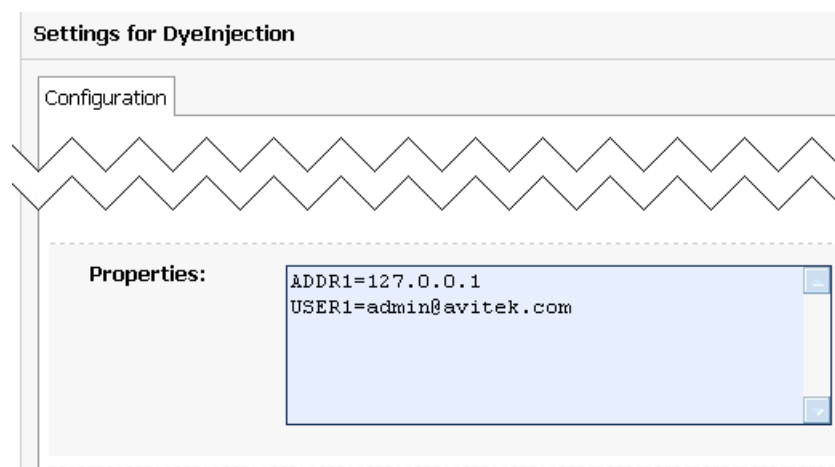 Settings for DyeInjection
Configuration
Properties:
ADDR1=127.0.0.1
USER1=admin@avitek.com